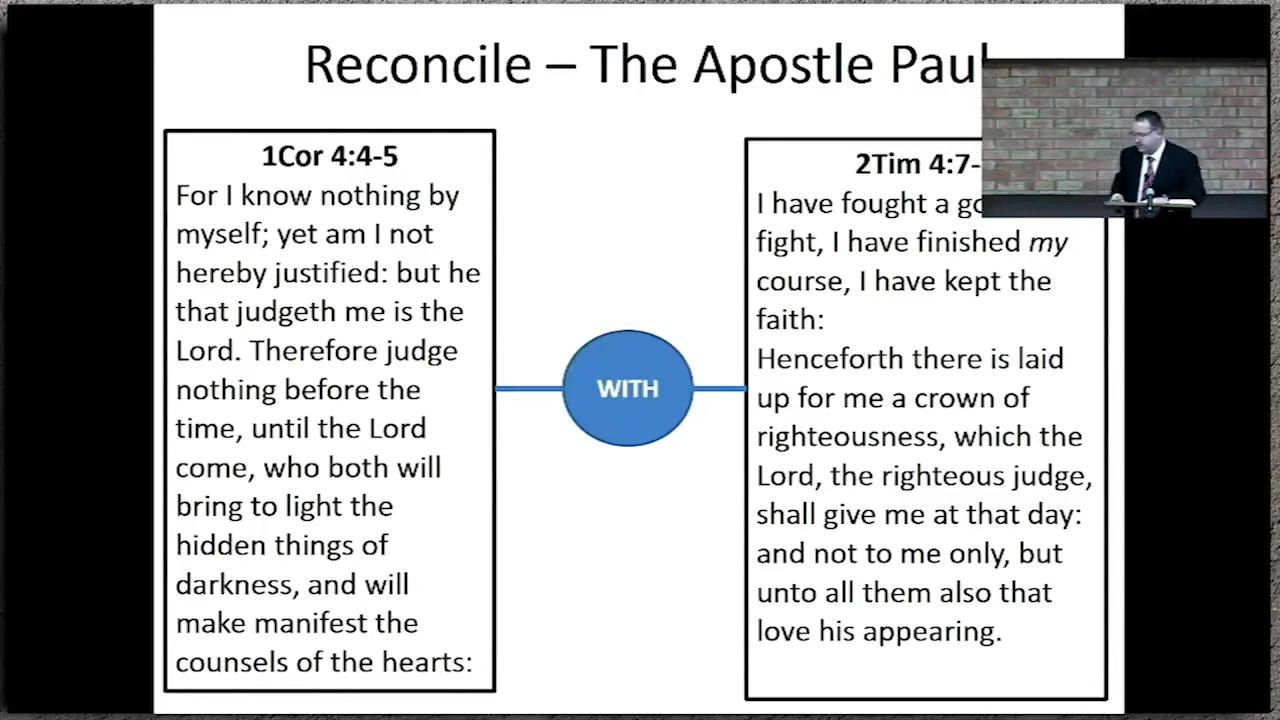 Reconcile – The Apostle Paul
1Cor 4:4-5
For I know nothing by
myself; yet am I not
hereby justified: but he
that judgeth me is the
Lord. Therefore judge
nothing before the
time, until the Lord
come, who both will
bring to light the
hidden things of
darkness, and will
make manifest the
counsels of the hearts:
WITH
2Tim 4:7-
I have fought a
fight, I have finished my
course, I have kept the
faith:
Henceforth there is laid
up for me a crown of
righteousness, which the
Lord, the righteous judge,
shall give me at that day:
and not to me only, but
unto all them also that
love his appearing.